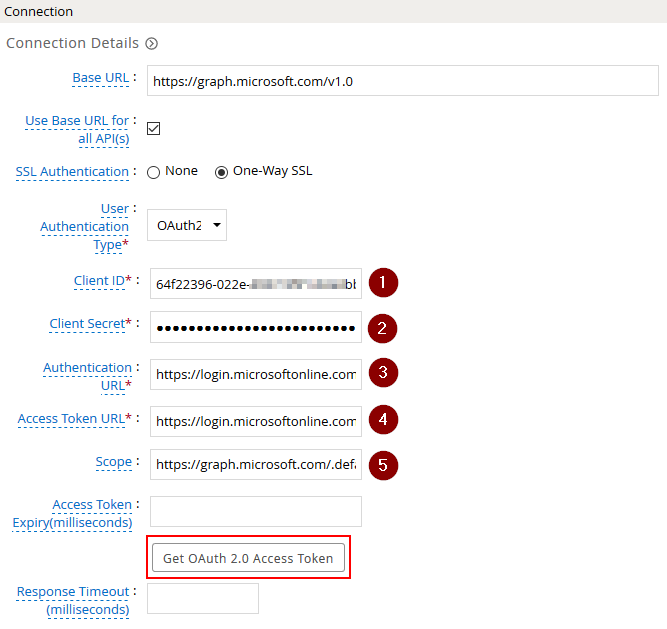 Connection
Connection Details
Base URL :
https://graph.microsoft.com/v1.0
Use Base URL for :
all API(s)
SSL Authentication : None One-Way SSL
User :
Authentication
Type*
OAuth2
Client ID* :
64f22396-022e-
1
Client Secret* :
2
Authentication :
URL*
https://login.microsoftonline.com
3
Access Token URL* :
https://login.microsoftonline.com
4
Scope :
https://graph.microsoft.com/.defa
5
Access Token :
Expiry(milliseconds)
Get OAuth 2.0 Access Token
Response Timeout :
(milliseconds)